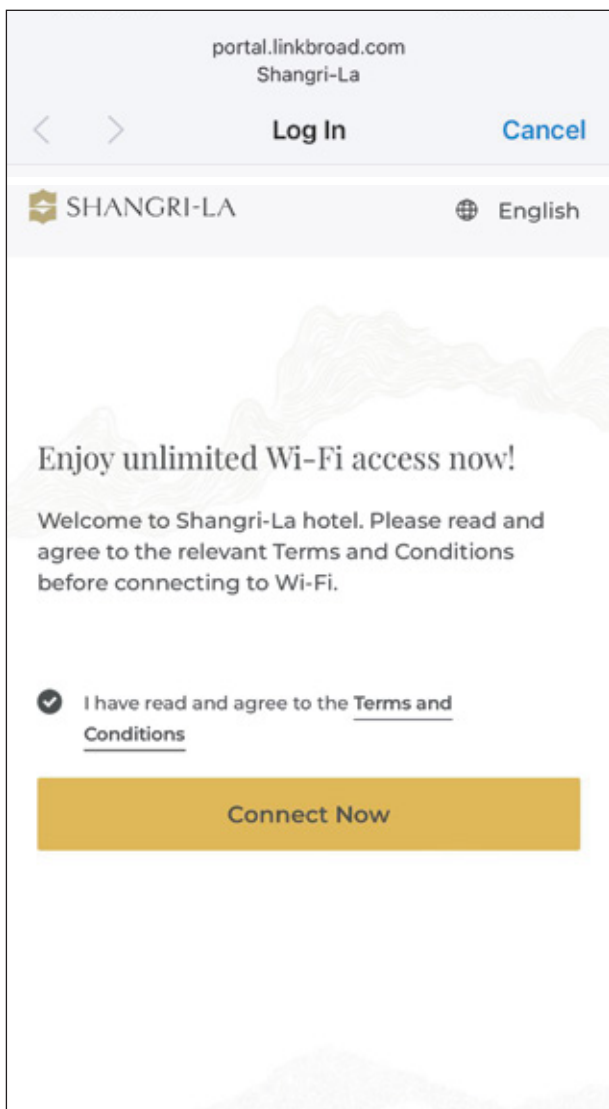 portal.linkbroad.com
Shangri-La
Log In
Cancel
SHANGRI-LA
English
Enjoy unlimited Wi-Fi access now!
Welcome to Shangri-La hotel. Please read and
agree to the relevant Terms and Conditions
before connecting to Wi-Fi.
I have read and agree to the Terms and
Conditions
Connect Now